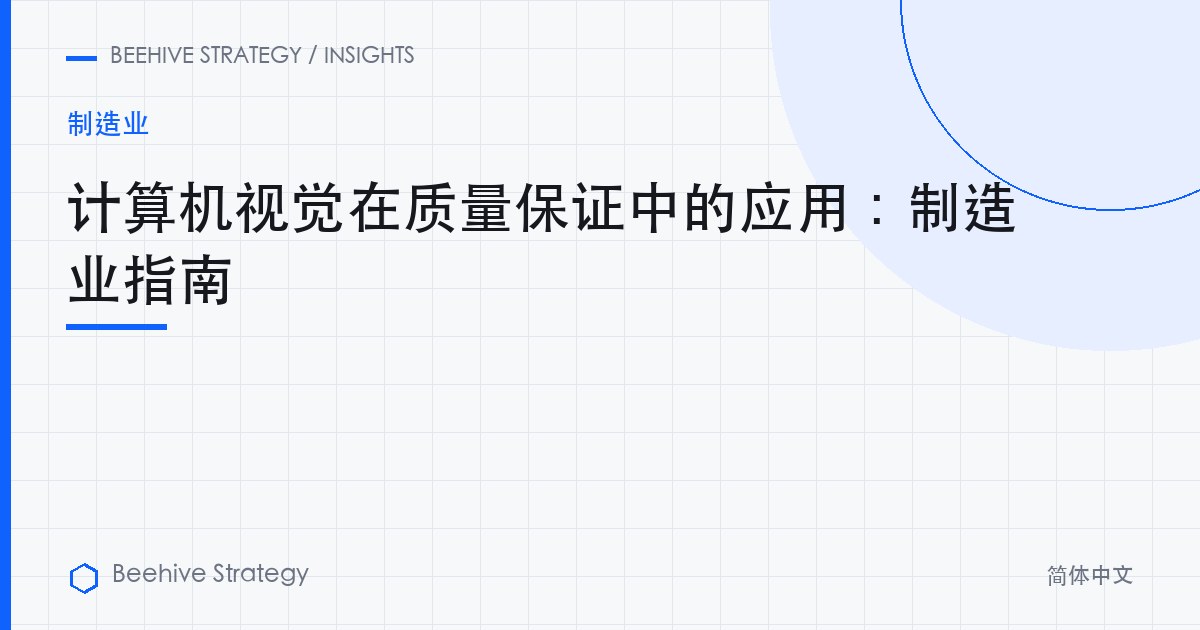 BEEHIVE STRATEGY / INSIGHTS
制造业
计算机视觉在质量保证中的应用：制造
业指南
Beehive Strategy
简体中文